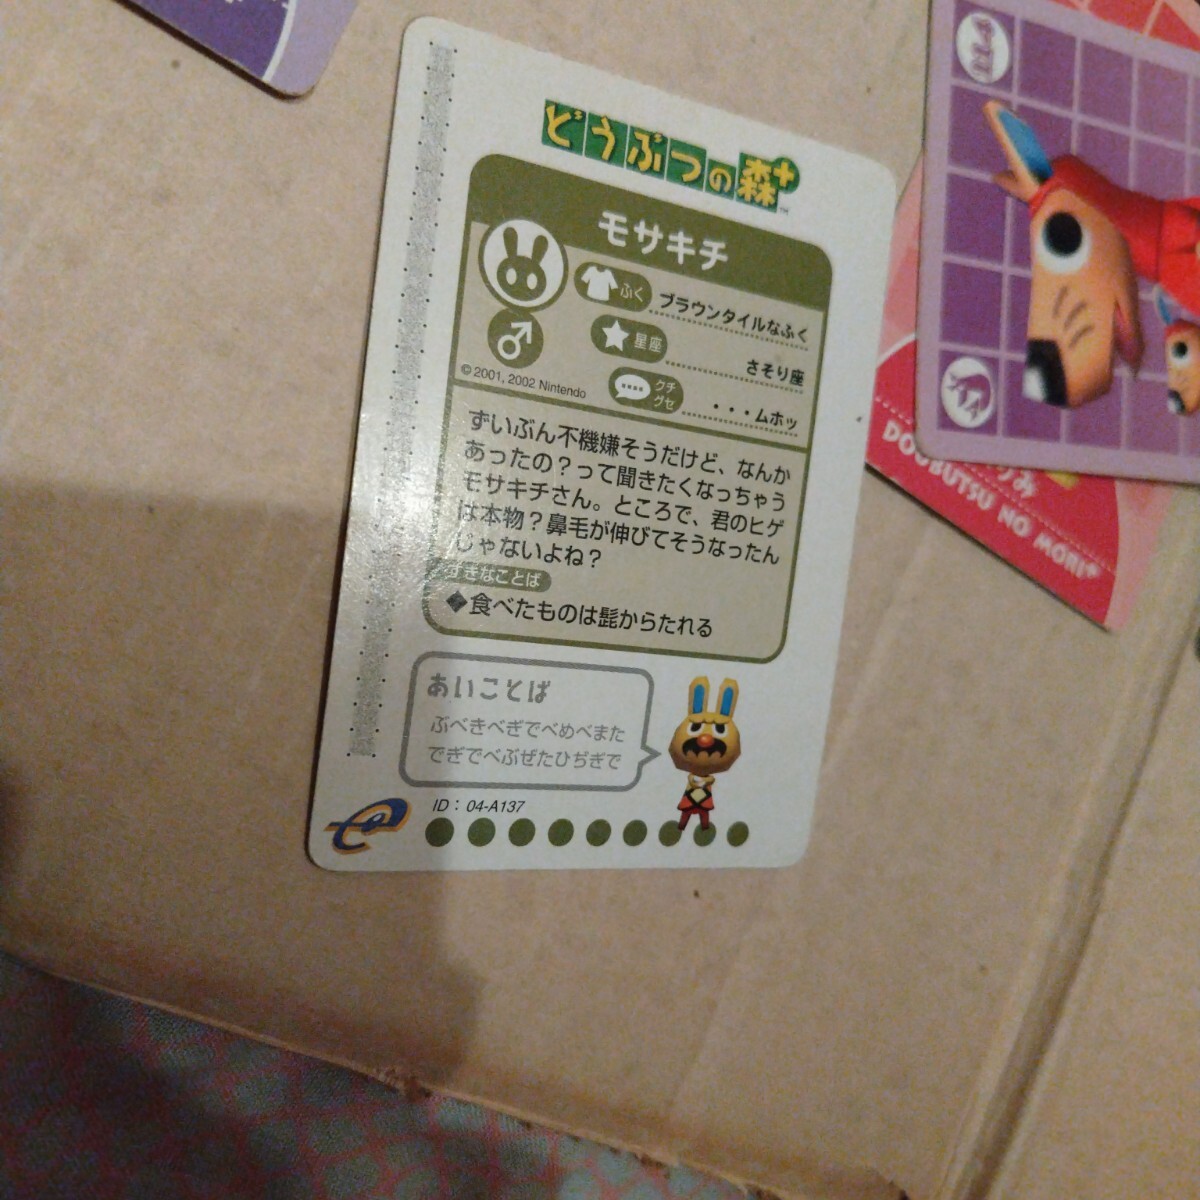 どうぶつの森+
モサキチ
ふく
ブラウンタイルなふく
星座
さそり座
© 2001, 2002 Nintendo
クチグセ
・・・ムホッ
ずいぶん不機嫌そうだけど、なんか
あったの？って聞きたくなっちゃう
モサキチさん。ところで、君のヒゲ
は本物？鼻毛が伸びてそうなったん
じゃないよね？
すきなことば
◆食べたものは髭からたれる
あいことば
ぶべきべぎでべめべまた
でぎでべぶぜたひぢぎで
ID：04-A137
e
DOUBUTSU NO MORI+